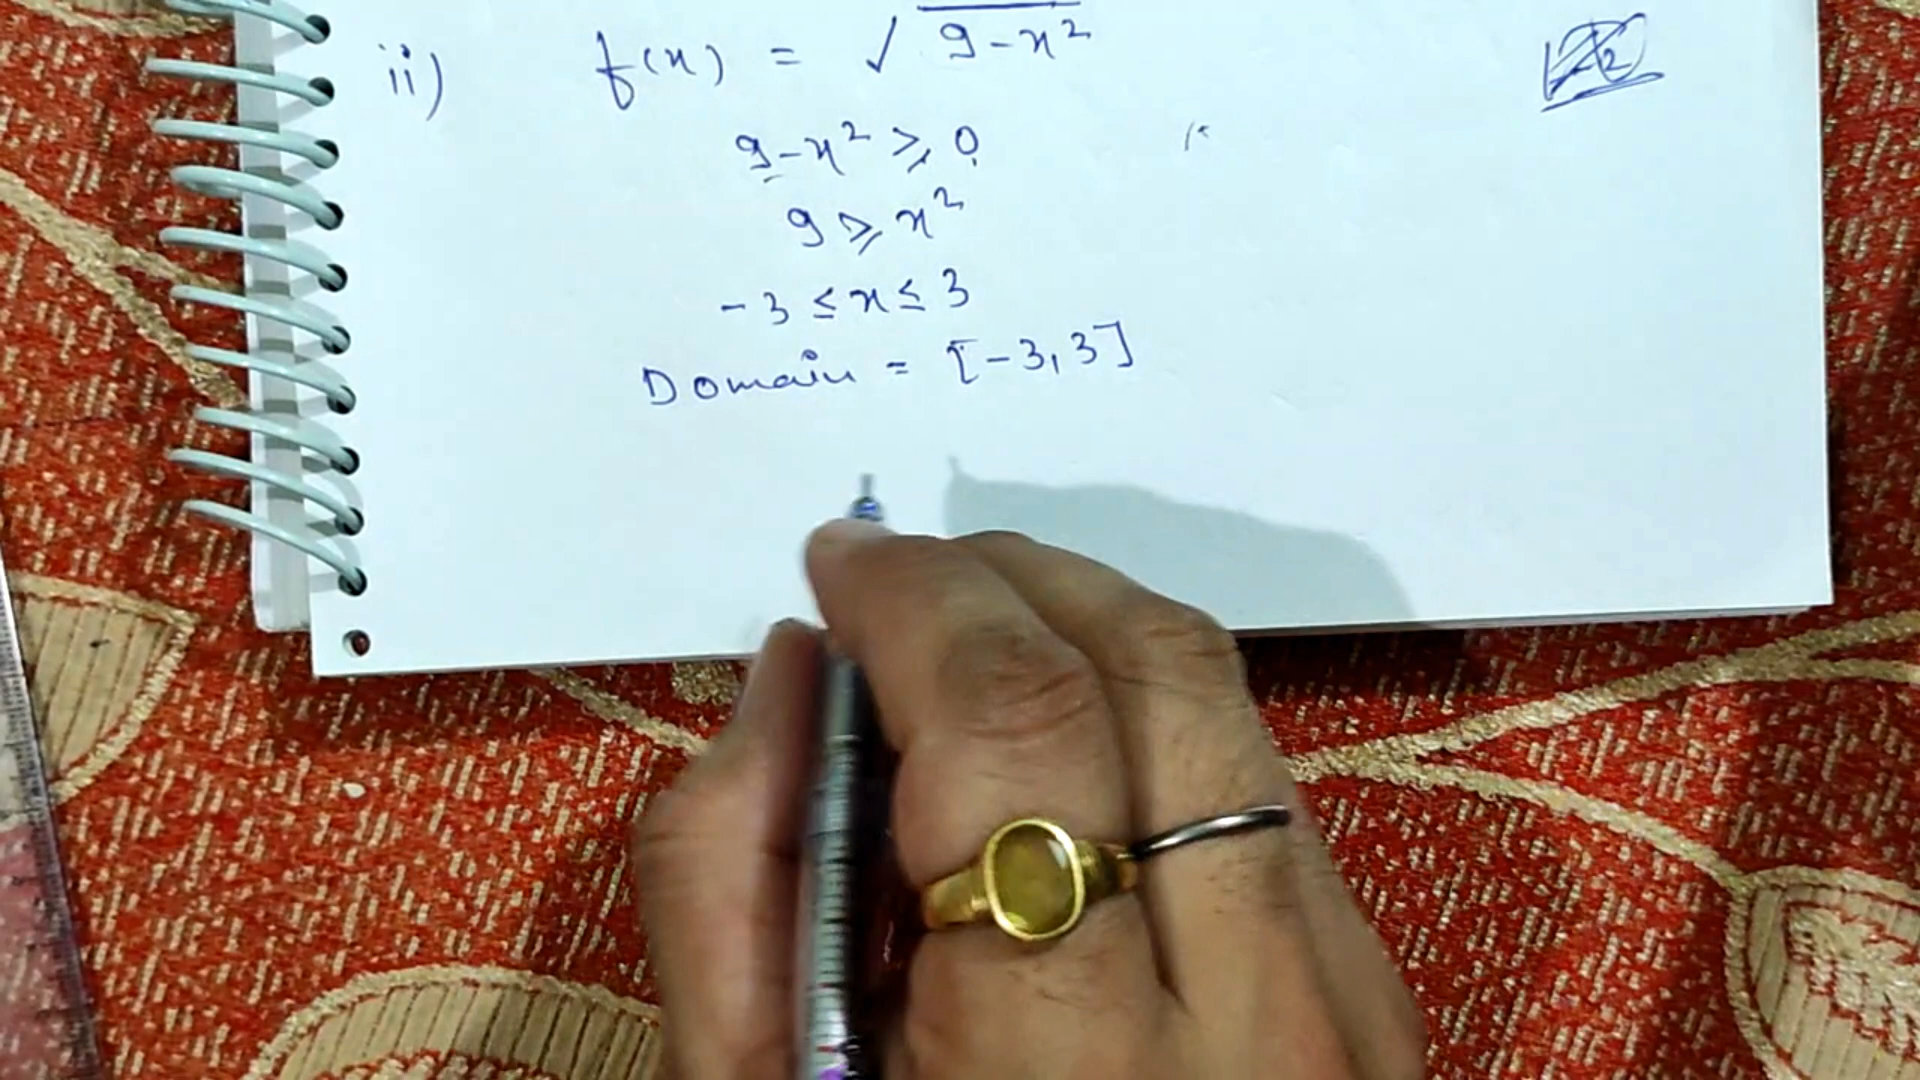 ii) f(x) = √9-x²
9-x² ≥ 0
9 ≥ x²
-3 ≤ x ≤ 3
Domain = [-3, 3]